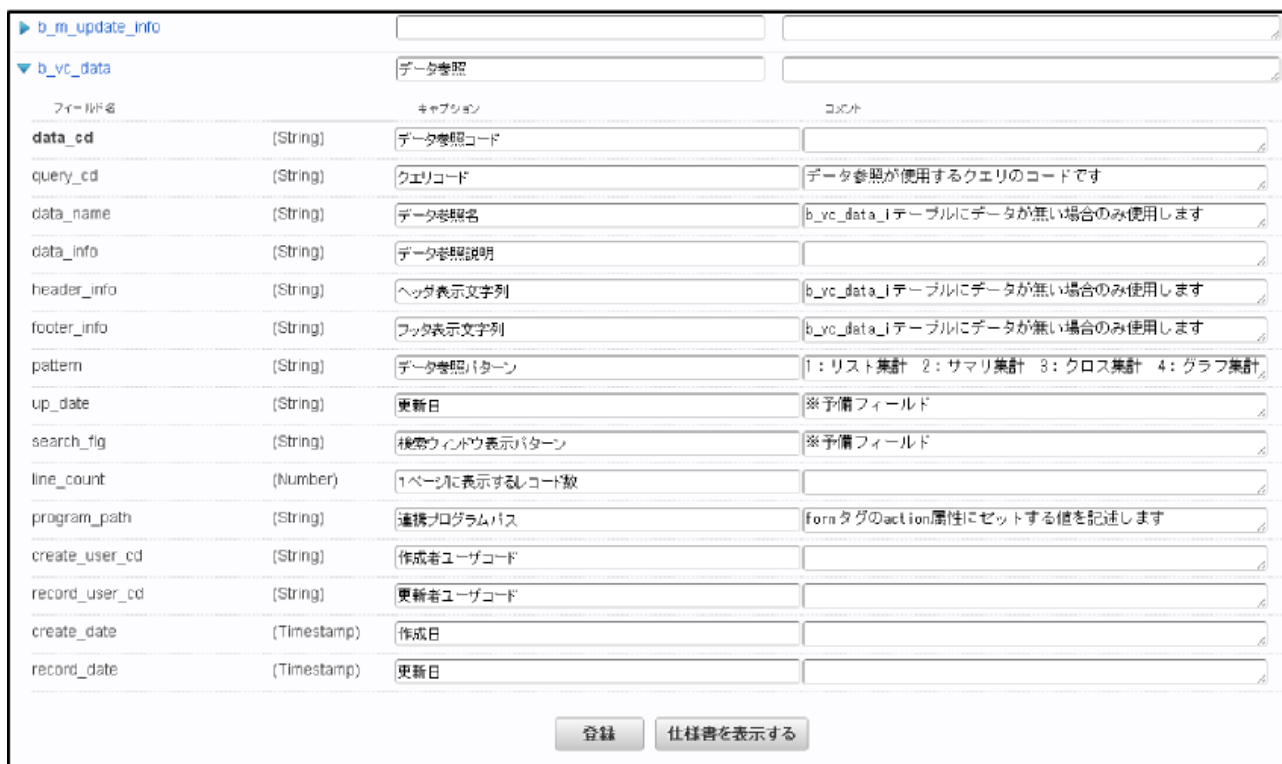 b_m_update_info
b_vc_data データ参照
フィールド名 キャプション コメント
data_cd (String) データ参照コード
query_cd (String) クエリコード データ参照が使用するクエリのコードです
data_name (String) データ参照名 b_vc_data_iテーブルにデータが無い場合のみ使用します
data_info (String) データ参照説明
header_info (String) ヘッダ表示文字列 b_vc_data_iテーブルにデータが無い場合のみ使用します
footer_info (String) フッタ表示文字列 b_vc_data_iテーブルにデータが無い場合のみ使用します
pattern (String) データ参照パターン 1：リスト集計 2：サマリ集計 3：クロス集計 4：グラフ集計
up_date (String) 更新日 ※予備フィールド
search_flg (String) 検索ウィンドウ表示パターン ※予備フィールド
line_count (Number) 1ページに表示するレコード数
program_path (String) 連携プログラムパス formタグのaction属性にセットする値を記述します
create_user_cd (String) 作成者ユーザコード
record_user_cd (String) 更新者ユーザコード
create_date (Timestamp) 作成日
record_date (Timestamp) 更新日
登録 仕様書を表示する